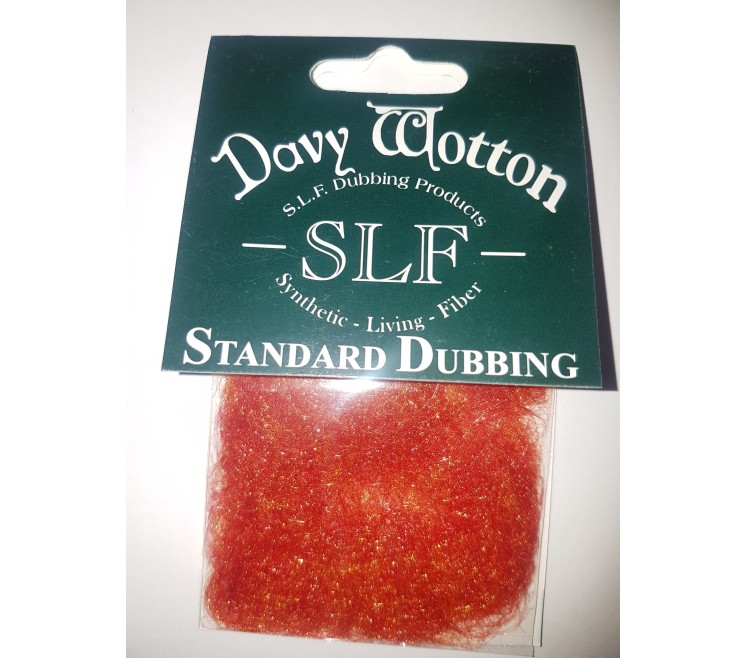 Davy Wotton
S.L.F. Dubbing Products
SLF
Synthetic - Living - Fiber
STANDARD DUBBING